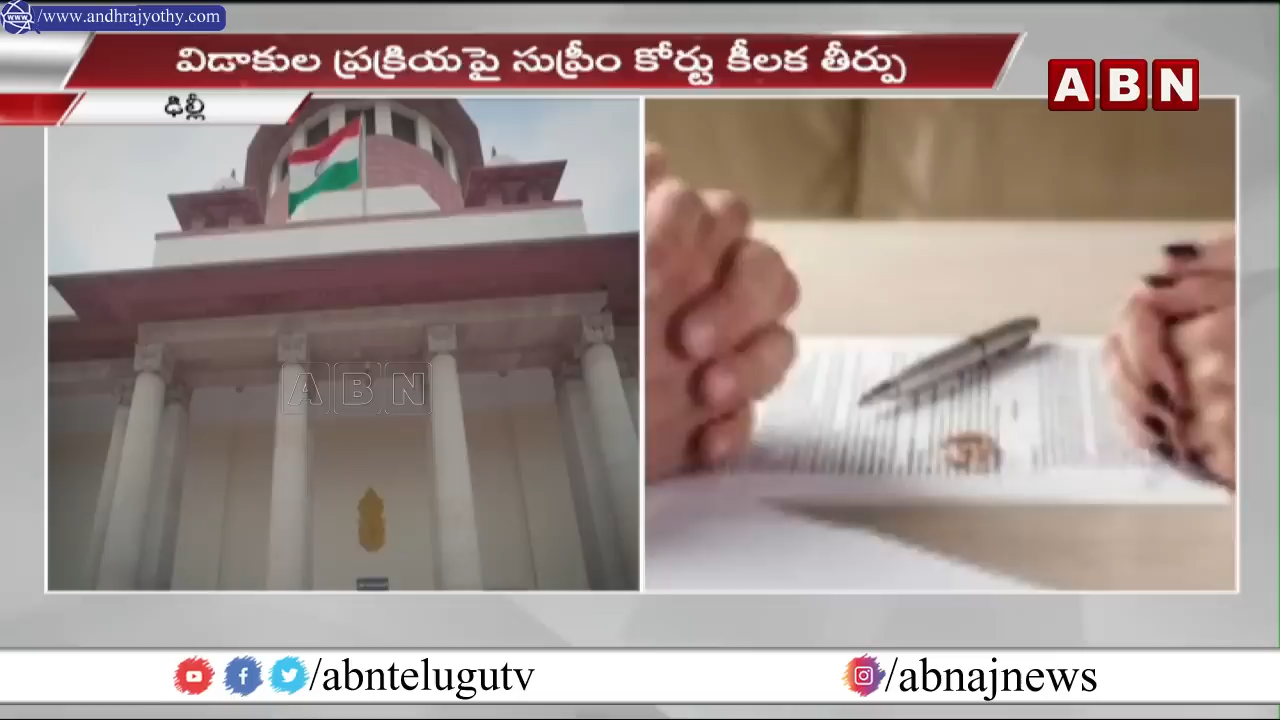 /www.andhrajyothy.com
విడాకుల ప్రక్రియపై సుప్రీం కోర్టు కీలక తీర్పు
ABN
ఢిల్లీ
ABN
/abntelugutv
/abnajnews